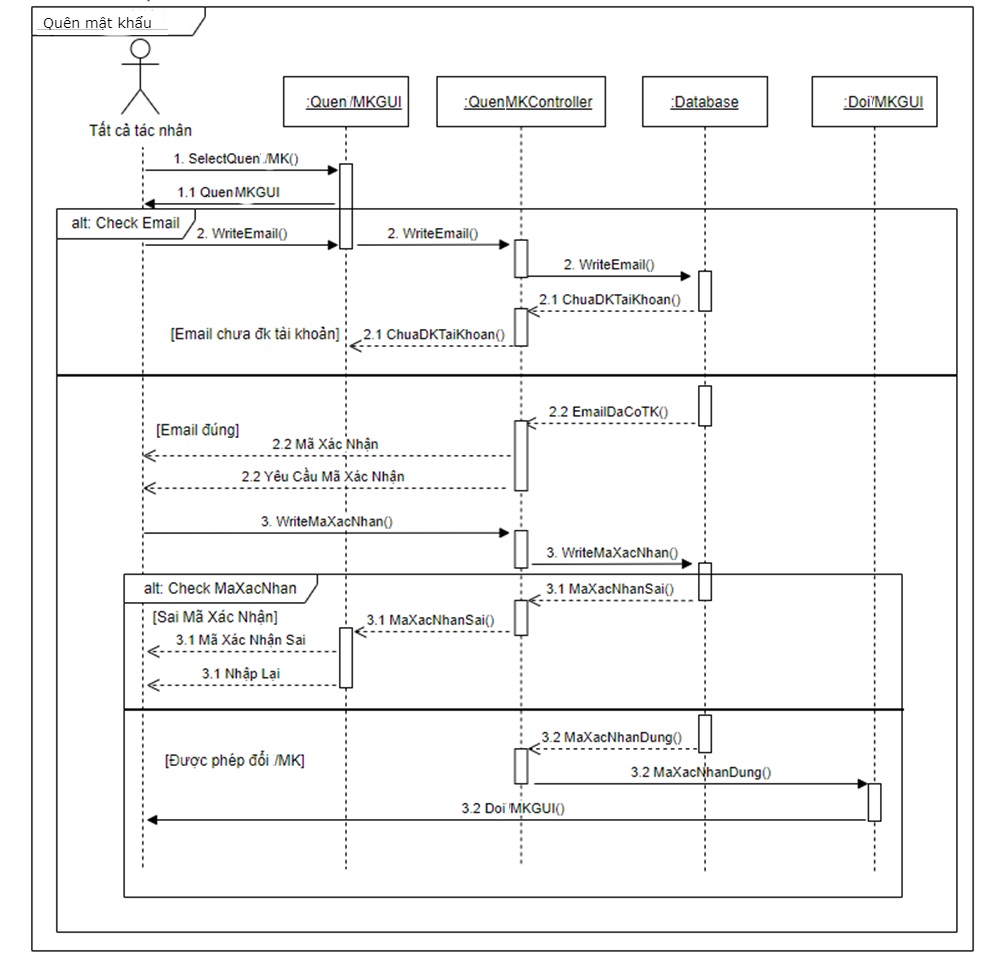 Quên mật khẩu
Tất cả tác nhân
:Quen /MKGUI
:QuenMKController
:Database
:Doi/MKGUI
1. SelectQuen /MK()
1.1 QuenMKGUI
alt: Check Email
2. WriteEmail()
2. WriteEmail()
2. WriteEmail()
2.1 ChuaDKTaiKhoan()
[Email chưa đk tài khoản]
2.1 ChuaDKTaiKhoan()
2.2 EmailDaCoTK()
[Email đúng]
2.2 Mã Xác Nhận
2.2 Yêu Cầu Mã Xác Nhận
3. WriteMaXacNhan()
3. WriteMaXacNhan()
alt: Check MaXacNhan
3.1 MaXacNhanSai()
[Sai Mã Xác Nhận]
3.1 MaXacNhanSai()
3.1 Mã Xác Nhận Sai
3.1 Nhập Lại
3.2 MaXacNhanDung()
[Được phép đổi /MK]
3.2 MaXacNhanDung()
3.2 Doi/MKGUI()